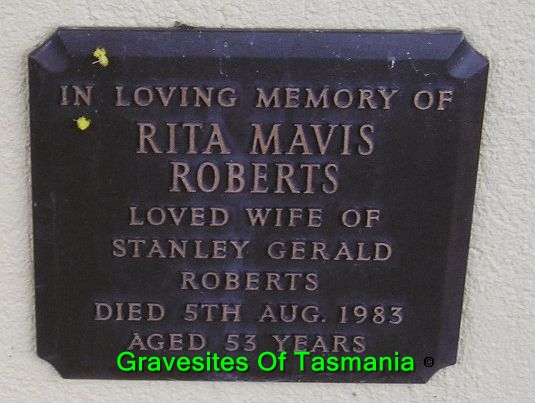 IN LOVING MEMORY OF
RITA MAVIS
ROBERTS
LOVED WIFE OF
STANLEY GERALD
ROBERTS
DIED 5TH AUG. 1983
AGED 53 YEARS
Gravesites Of Tasmania ©